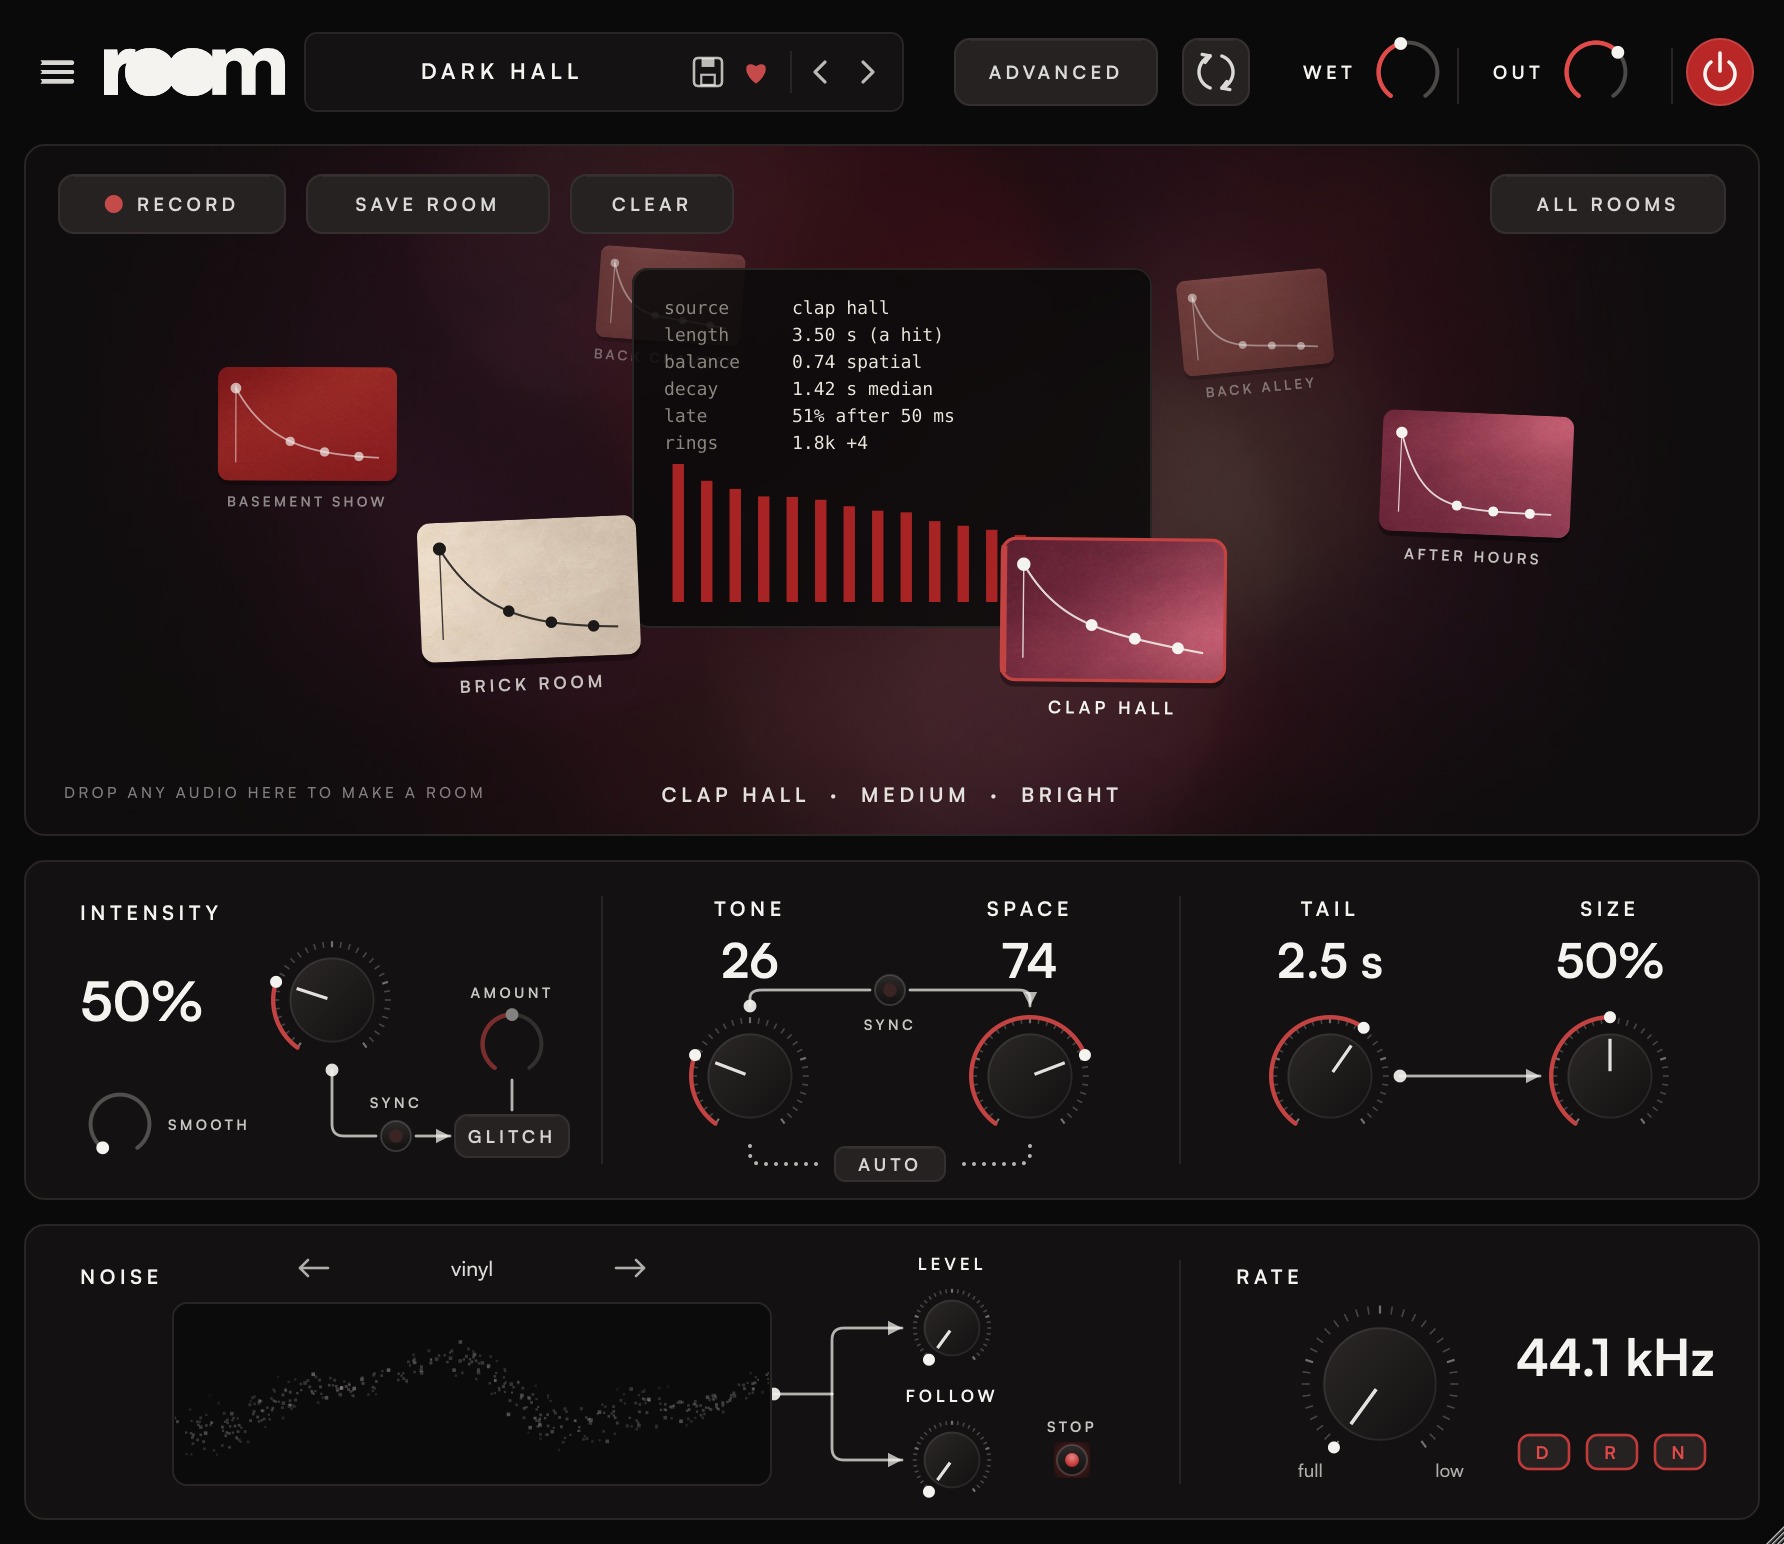 room
DARK HALL
ADVANCED
WET
OUT
RECORD
SAVE ROOM
CLEAR
ALL ROOMS
source clap hall
length 3.50 s (a hit)
balance 0.74 spatial
decay 1.42 s median
late 51% after 50 ms
rings 1.8k +4
BACK ALLEY
BASEMENT SHOW
AFTER HOURS
BRICK ROOM
CLAP HALL
DROP ANY AUDIO HERE TO MAKE A ROOM
CLAP HALL • MEDIUM • BRIGHT
INTENSITY
50%
AMOUNT
SMOOTH
SYNC
GLITCH
TONE
26
SPACE
74
SYNC
AUTO
TAIL
2.5 s
SIZE
50%
NOISE
vinyl
LEVEL
FOLLOW
STOP
RATE
44.1 kHz
full
low
D R N